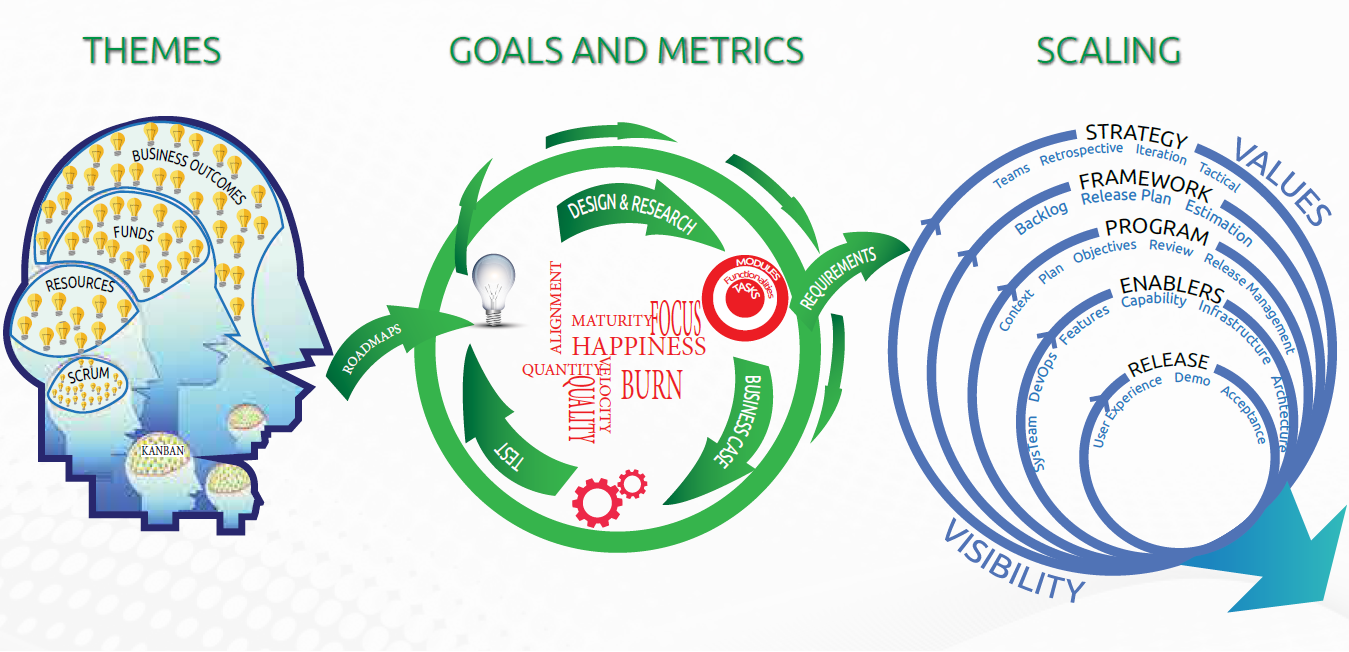 THEMES
GOALS AND METRICS
SCALING
BUSINESS OUTCOMES
FUNDS
RESOURCES
SCRUM
KANBAN
ROADMAPS
DESIGN & RESEARCH
MODULES
Functionalities
TASKS
REQUIREMENTS
BUSINESS CASE
TEST
ALIGNMENT
MATURITY
FOCUS
HAPPINESS
QUANTITY
VELOCITY
QUALITY
BURN
VALUES
STRATEGY
Teams Retrospective Iteration Tactical
FRAMEWORK
Backlog Release Plan Estimation
PROGRAM
Context Plan Objectives Review Release Management
ENABLERS
SysTeam DevOps Features Capability Infrastructure Architecture
RELEASE
User Experience Demo Acceptance
VISIBILITY